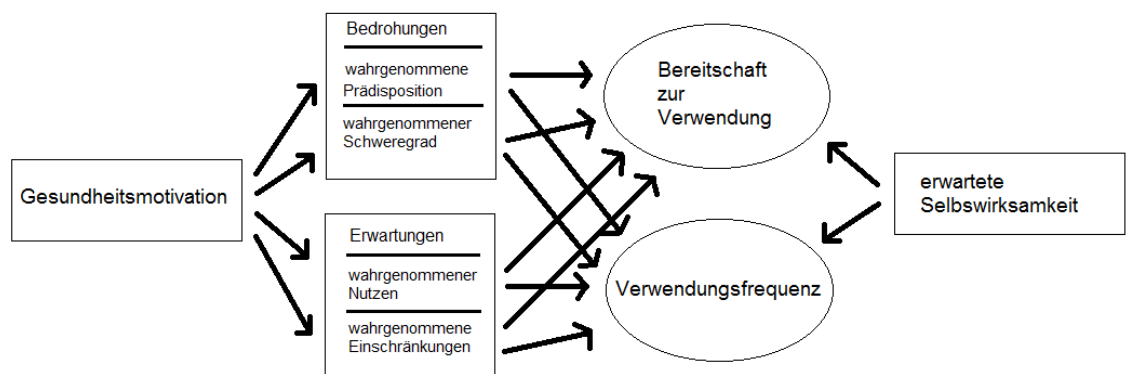 Gesundheitsmotivation
Bedrohungen
wahrgenommene
Prädisposition
wahrgenommener
Schweregrad
Erwartungen
wahrgenommener
Nutzen
wahrgenommene
Einschränkungen
Bereitschaft
zur
Verwendung
Verwendungsfrequenz
erwartete
Selbswirksamkeit